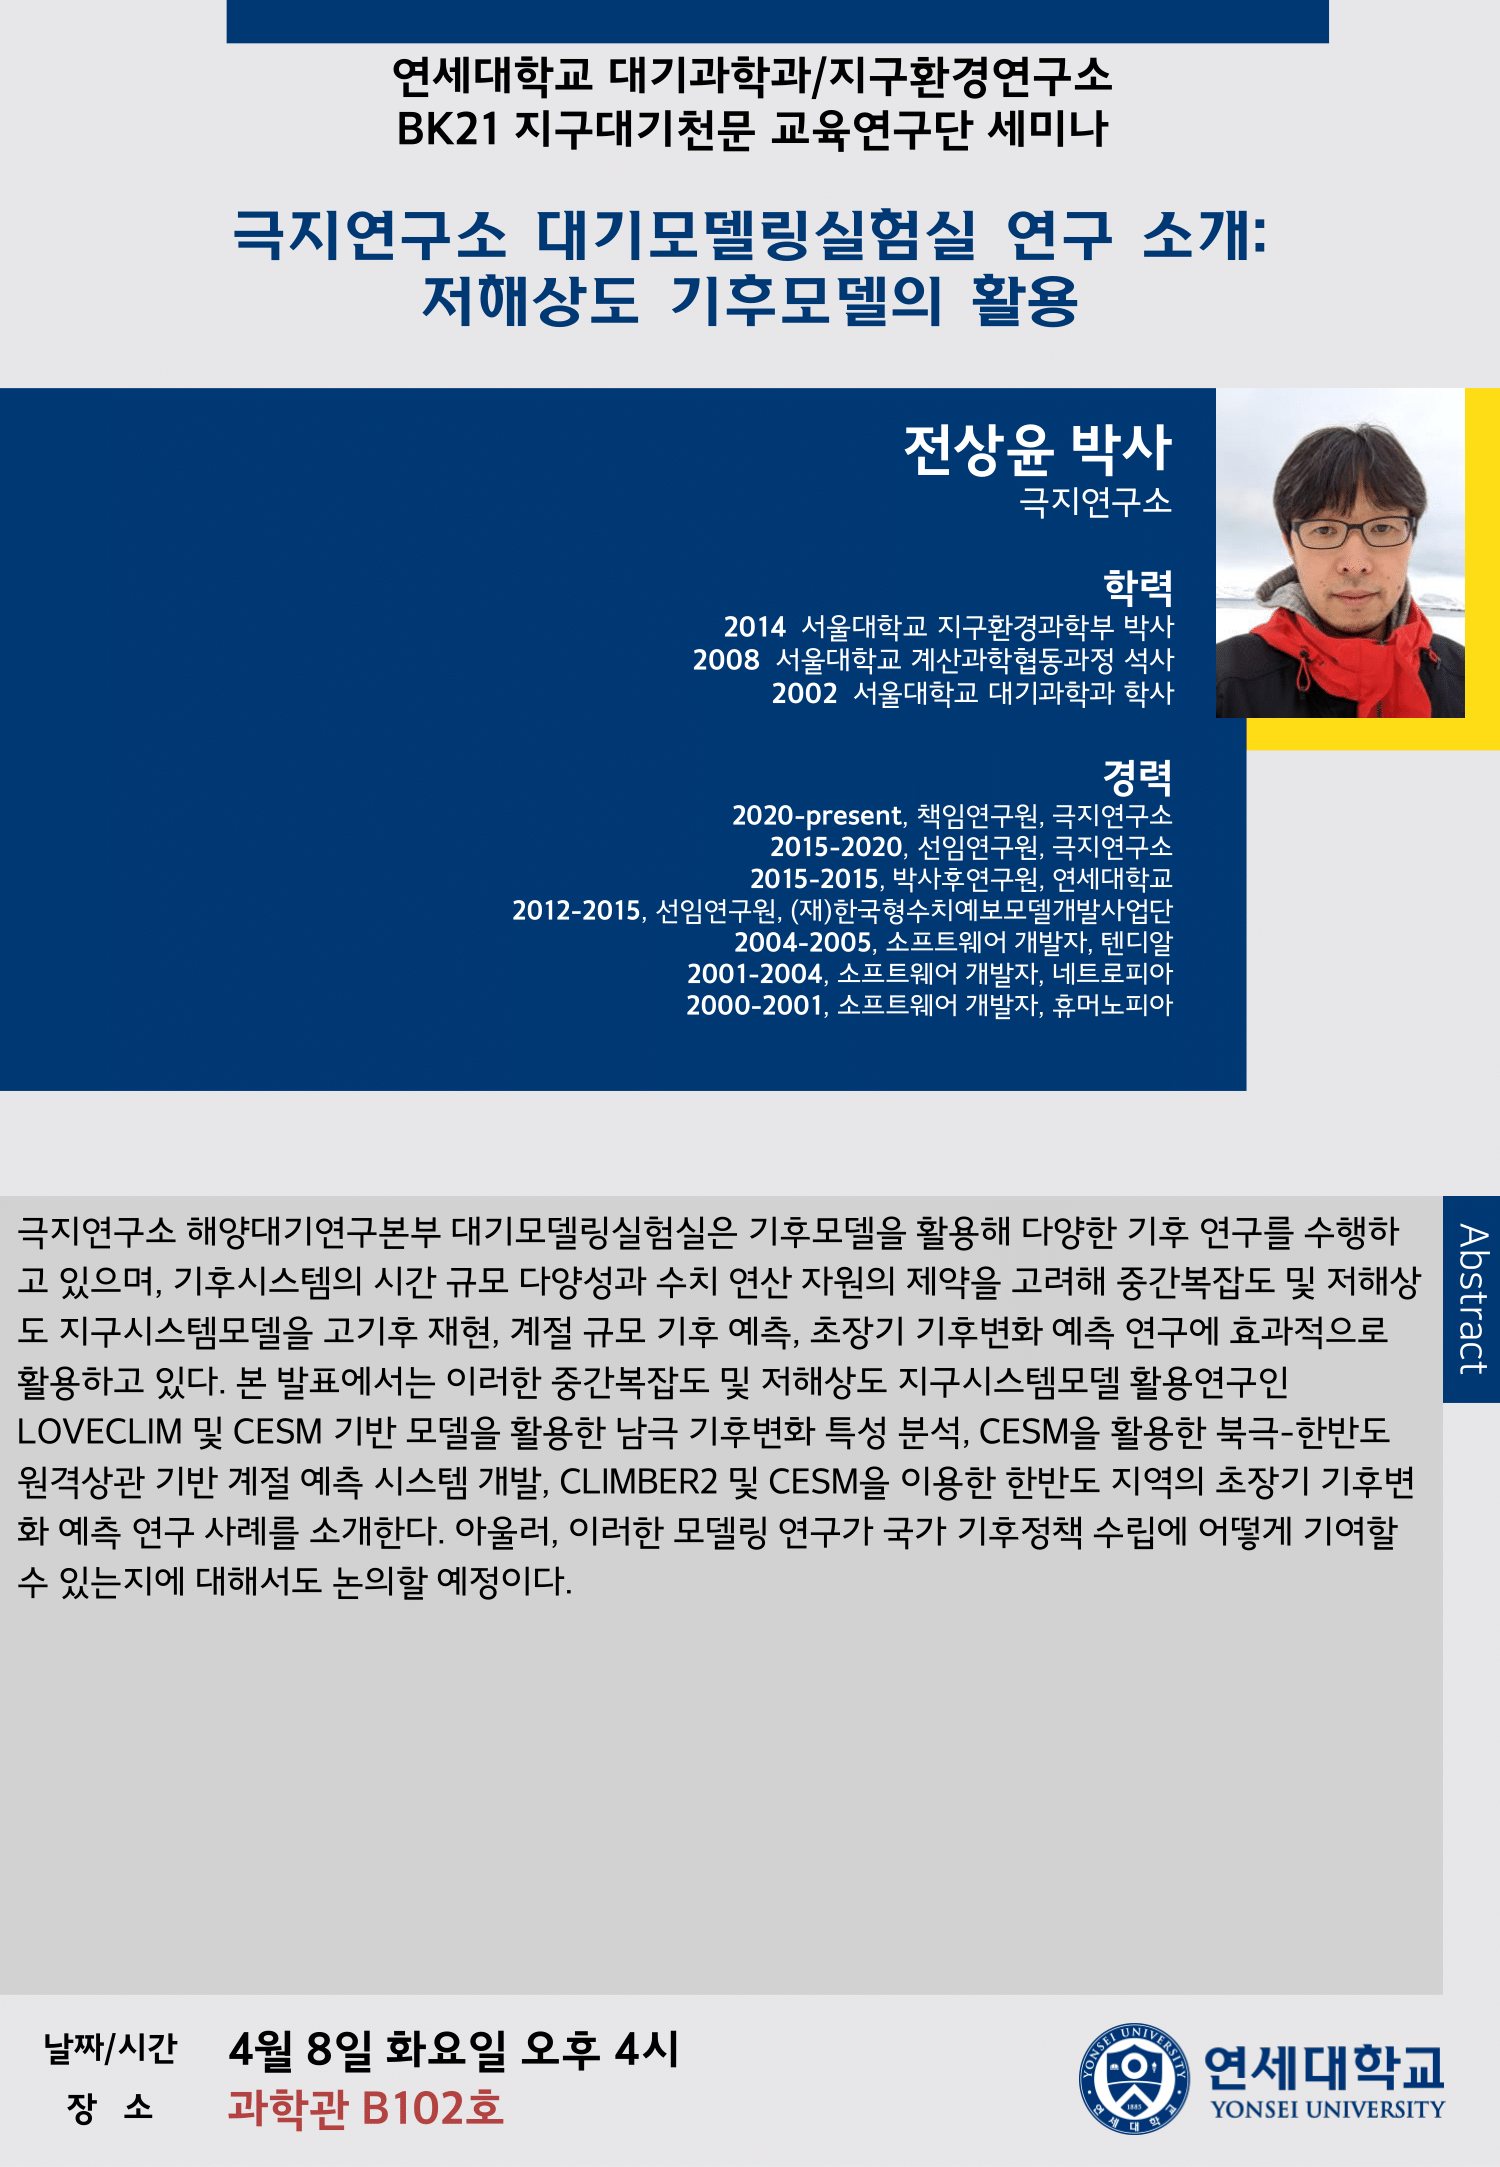 연세대학교 대기과학과/지구환경연구소
BK21 지구대기천문 교육연구단 세미나
극지연구소 대기모델링실험실 연구 소개:
저해상도 기후모델의 활용
전상윤 박사
극지연구소
학력
2014 서울대학교 지구환경과학부 박사
2008 서울대학교 계산과학협동과정 석사
2002 서울대학교 대기과학과 학사
경력
2020-present, 책임연구원, 극지연구소
2015-2020, 선임연구원, 극지연구소
2015-2015, 박사후연구원, 연세대학교
2012-2015, 선임연구원, (재)한국형수치예보모델개발사업단
2004-2005, 소프트웨어 개발자, 텐디알
2001-2004, 소프트웨어 개발자, 네트로피아
2000-2001, 소프트웨어 개발자, 휴머노피아
Abstract
극지연구소 해양대기연구본부 대기모델링실험실은 기후모델을 활용해 다양한 기후 연구를 수행하
고 있으며, 기후시스템의 시간 규모 다양성과 수치 연산 자원의 제약을 고려해 중간복잡도 및 저해상
도 지구시스템모델을 고기후 재현, 계절 규모 기후 예측, 초장기 기후변화 예측 연구에 효과적으로
활용하고 있다. 본 발표에서는 이러한 중간복잡도 및 저해상도 지구시스템모델 활용연구인
LOVECLIM 및 CESM 기반 모델을 활용한 남극 기후변화 특성 분석, CESM을 활용한 북극-한반도
원격상관 기반 계절 예측 시스템 개발, CLIMBER2 및 CESM을 이용한 한반도 지역의 초장기 기후변
화 예측 연구 사례를 소개한다. 아울러, 이러한 모델링 연구가 국가 기후정책 수립에 어떻게 기여할
수 있는지에 대해서도 논의할 예정이다.
날짜/시간 4월 8일 화요일 오후 4시
장 소 과학관 B102호
YONSEI UNIVERSITY
1885
연세대학교
연세대학교
YONSEI UNIVERSITY